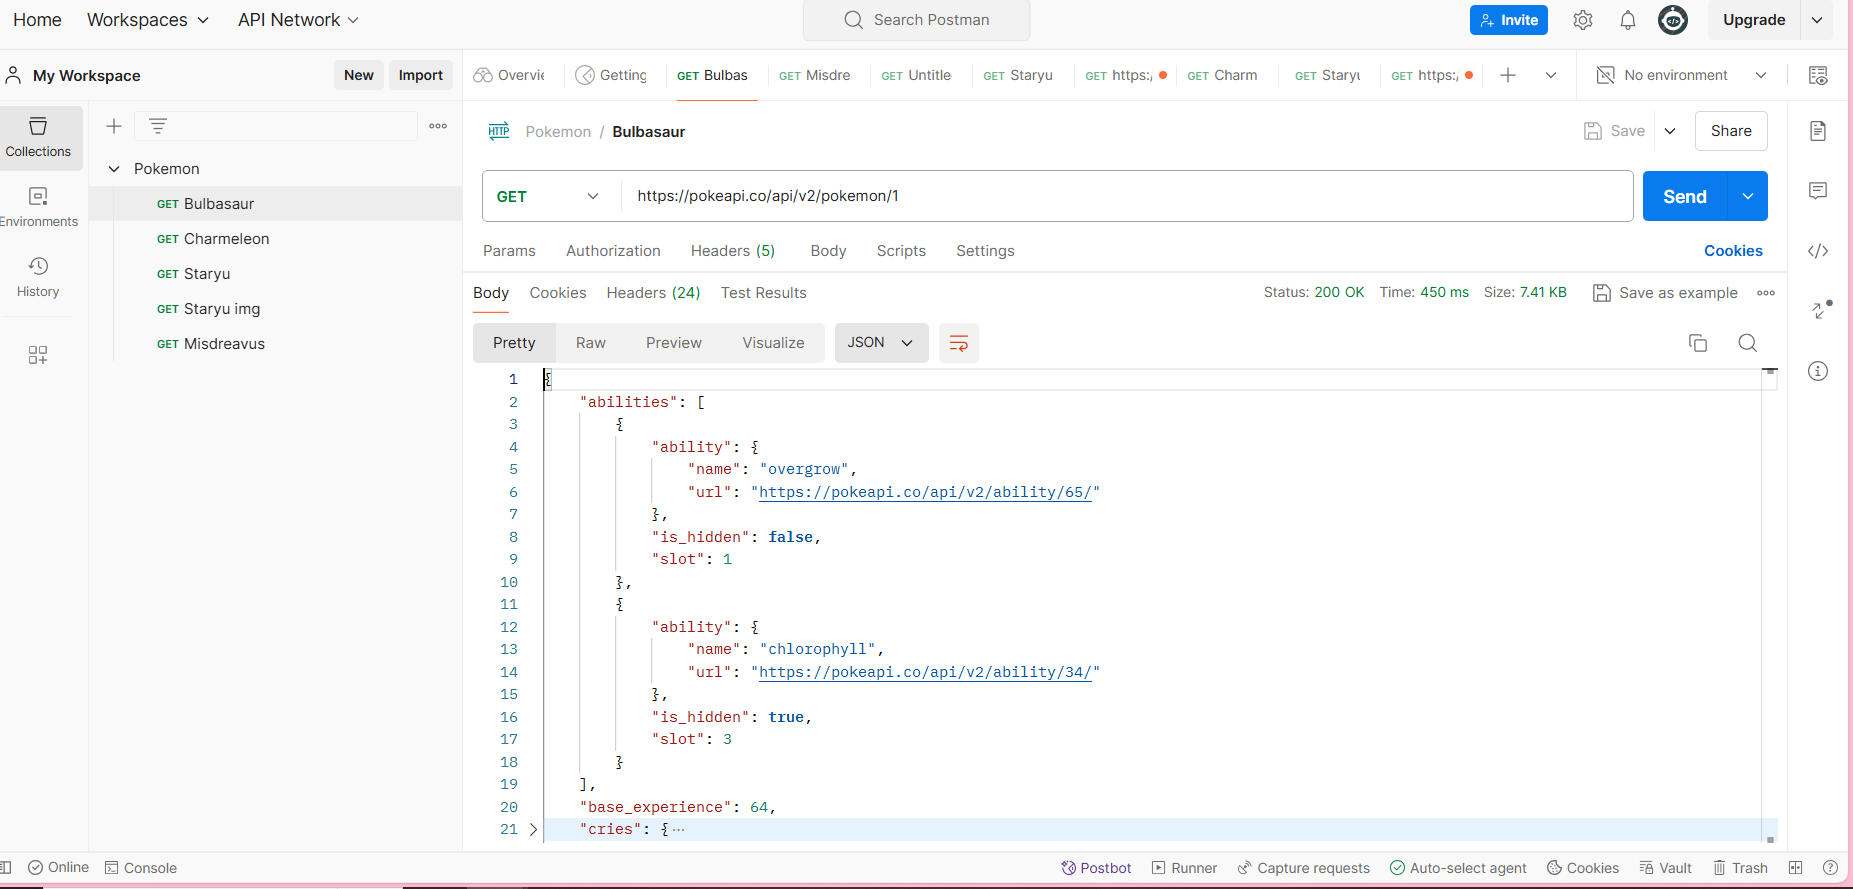 Home Workspaces API Network Search Postman Invite Upgrade
My Workspace New Import Overvie Getting GET Bulbas GET Misdre GET Untitle GET Staryu GET https:/ GET Charm GET Staryu GET https:/ No environment
Collections
Environments
History
Pokemon
GET Bulbasaur
GET Charmeleon
GET Staryu
GET Staryu img
GET Misdreavus
HTTP Pokemon / Bulbasaur Save Share
GET https://pokeapi.co/api/v2/pokemon/1 Send
Params Authorization Headers (5) Body Scripts Settings Cookies
Body Cookies Headers (24) Test Results Status: 200 OK Time: 450 ms Size: 7.41 KB Save as example
Pretty Raw Preview Visualize JSON
1 {
2 "abilities": [
3 {
4 "ability": {
5 "name": "overgrow",
6 "url": "https://pokeapi.co/api/v2/ability/65/"
7 },
8 "is_hidden": false,
9 "slot": 1
10 },
11 {
12 "ability": {
13 "name": "chlorophyll",
14 "url": "https://pokeapi.co/api/v2/ability/34/"
15 },
16 "is_hidden": true,
17 "slot": 3
18 }
19 ],
20 "base_experience": 64,
21 "cries": { ···
Online Console Postbot Runner Capture requests Auto-select agent Cookies Vault Trash